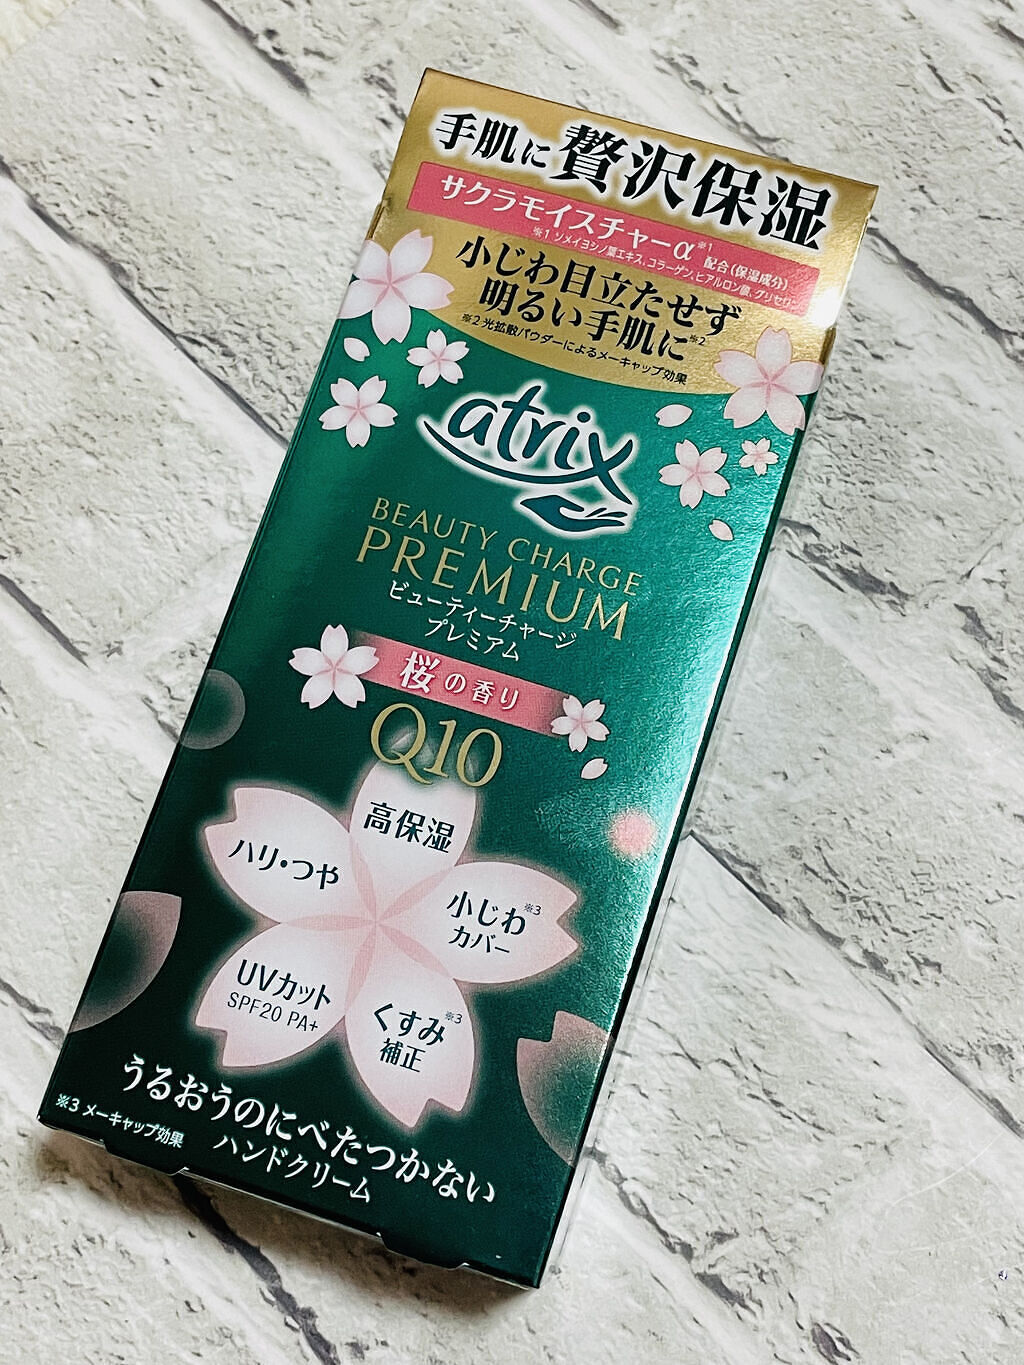 手肌に贅沢保湿
サクラモイスチャーα※1 配合(保湿成分)
※1 ソメイヨシノ葉エキス、コラーゲン、ヒアルロン酸、グリセリン
小じわ目立たせず
明るい手肌に※2
※2 光拡散パウダーによるメーキャップ効果
atrix
BEAUTY CHARGE
PREMIUM
ビューティーチャージ
プレミアム
桜の香り
Q10
高保湿
ハリ・つや
小じわ※3
カバー
UVカット
SPF20 PA+
くすみ※3
補正
うるおうのにべたつかない
※3 メーキャップ効果
ハンドクリーム